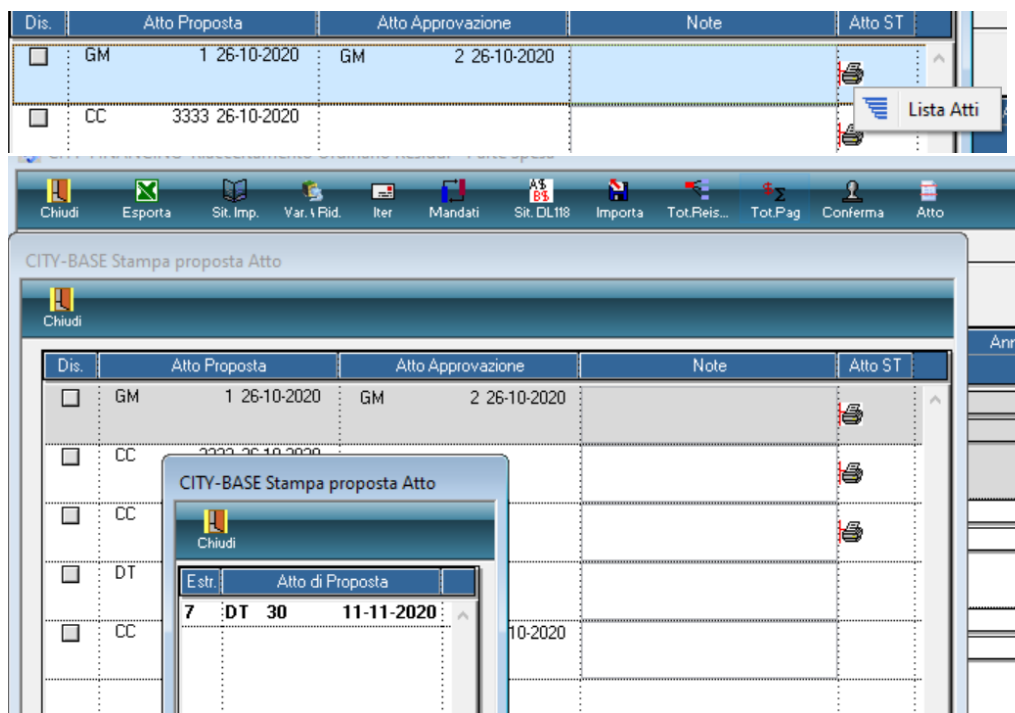 Dis. Atto Proposta Atto Approvazione Note Atto ST
GM 1 26-10-2020 GM 2 26-10-2020
Lista Atti
CC 3333 26-10-2020
Chiudi Esporta Sit. Imp. Var. \ Rid. Iter Mandati Sit. DL118 Importa Tot.Reis... Tot.Pag Conferma Atto
CITY-BASE Stampa proposta Atto
Chiudi
Ann
Dis. Atto Proposta Atto Approvazione Note Atto ST
GM 1 26-10-2020 GM 2 26-10-2020
CC
CITY-BASE Stampa proposta Atto
CC
Chiudi
DT
Estr. Atto di Proposta
7 DT 30 11-11-2020
CC 10-2020